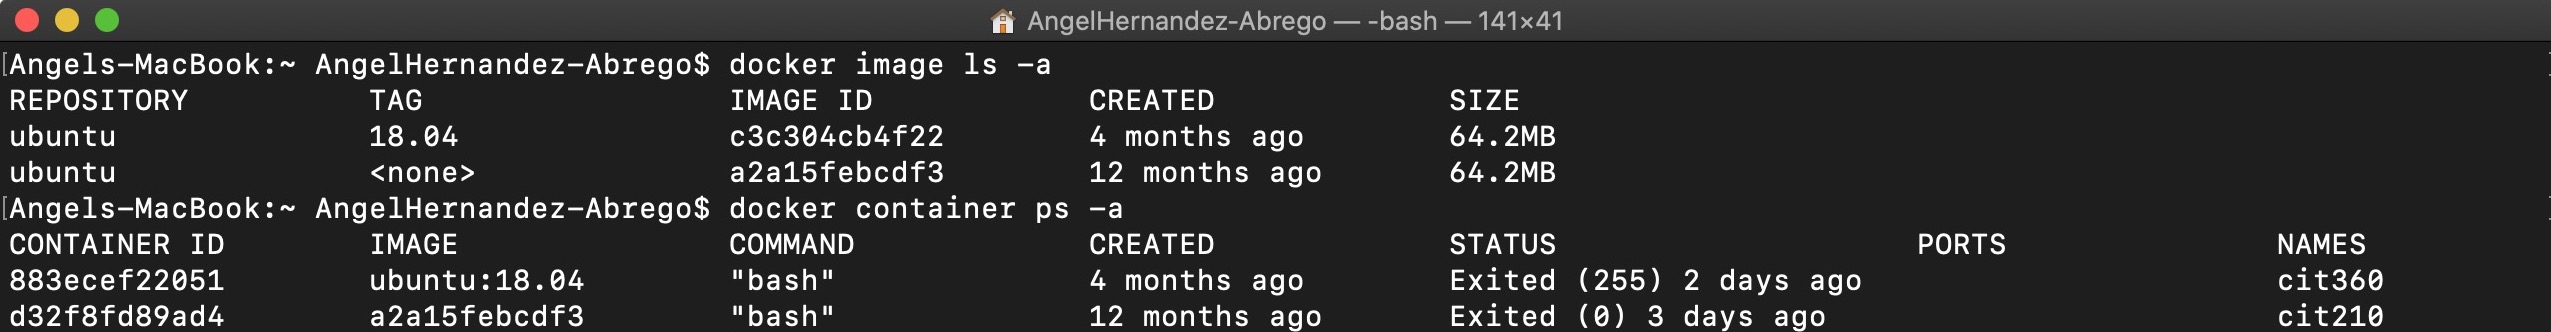 AngelHernandez-Abrego — -bash — 141×41
[Angels-MacBook:~ AngelHernandez-Abrego$ docker image ls -a
REPOSITORY TAG IMAGE ID CREATED SIZE
ubuntu 18.04 c3c304cb4f22 4 months ago 64.2MB
ubuntu <none> a2a15febcdf3 12 months ago 64.2MB
[Angels-MacBook:~ AngelHernandez-Abrego$ docker container ps -a
CONTAINER ID IMAGE COMMAND CREATED STATUS PORTS NAMES
883ecef22051 ubuntu:18.04 "bash" 4 months ago Exited (255) 2 days ago cit360
d32f8fd89ad4 a2a15febcdf3 "bash" 12 months ago Exited (0) 3 days ago cit210